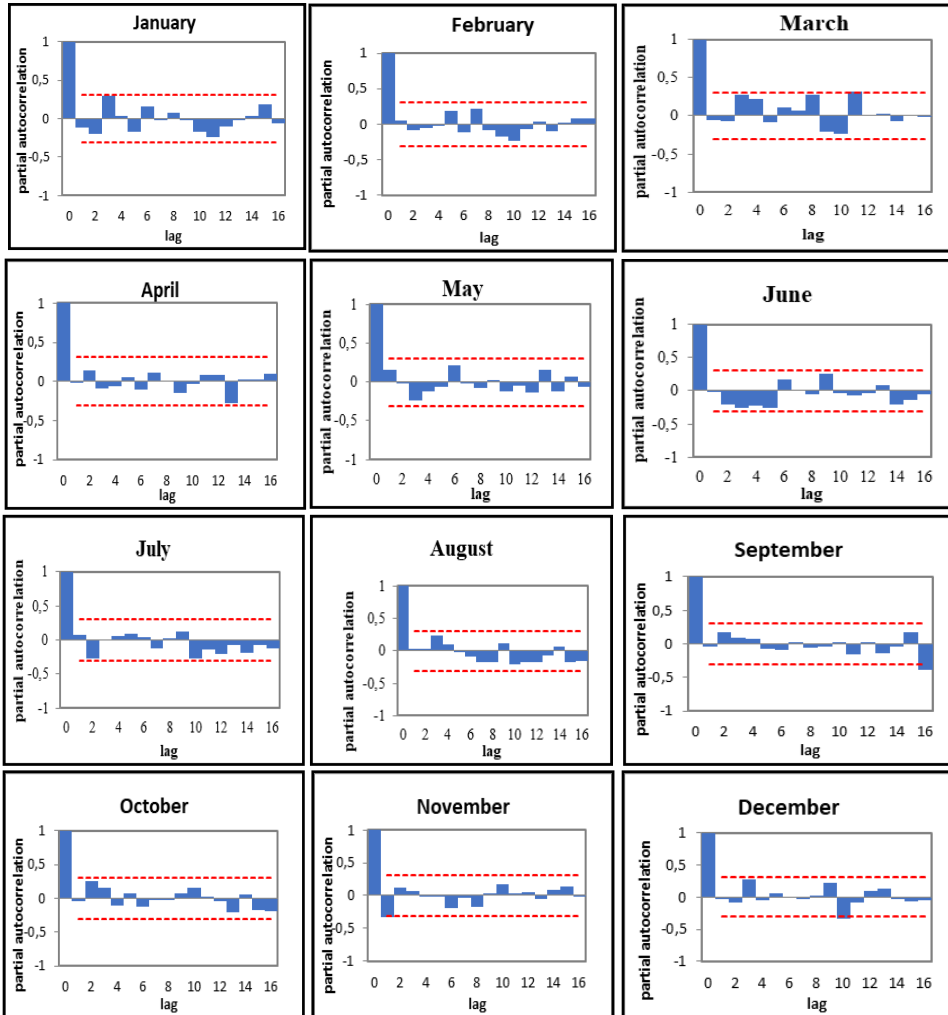 January
partial autocorrelation
1
0,5
0
-0,5
-1
0 2 4 6 8 10 12 14 16
lag
February
partial autocorrelation
1
0,5
0
-0,5
-1
0 2 4 6 8 10 12 14 16
lag
March
partial autocorrelation
1
0,5
0
-0,5
-1
0 2 4 6 8 10 12 14 16
lag
April
partial autocorrelation
1
0,5
0
-0,5
-1
0 2 4 6 8 10 12 14 16
lag
May
partial autocorrelation
1
0,5
0
-0,5
-1
0 2 4 6 8 10 12 14 16
lag
June
partial autocorrelation
1
0,5
0
-0,5
-1
0 2 4 6 8 10 12 14 16
lag
July
partial autocorrelation
1
0,5
0
-0,5
-1
0 2 4 6 8 10 12 14 16
lag
August
partial autocorrelation
1
0,5
0
-0,5
-1
0 2 4 6 8 10 12 14 16
lag
September
partial autocorrelation
1
0,5
0
-0,5
-1
0 2 4 6 8 10 12 14 16
lag
October
partial autocorrelation
1
0,5
0
-0,5
-1
0 2 4 6 8 10 12 14 16
lag
November
partial autocorrelation
1
0,5
0
-0,5
-1
0 2 4 6 8 10 12 14 16
lag
December
partial autocorrelation
1
0,5
0
-0,5
-1
0 2 4 6 8 10 12 14 16
lag